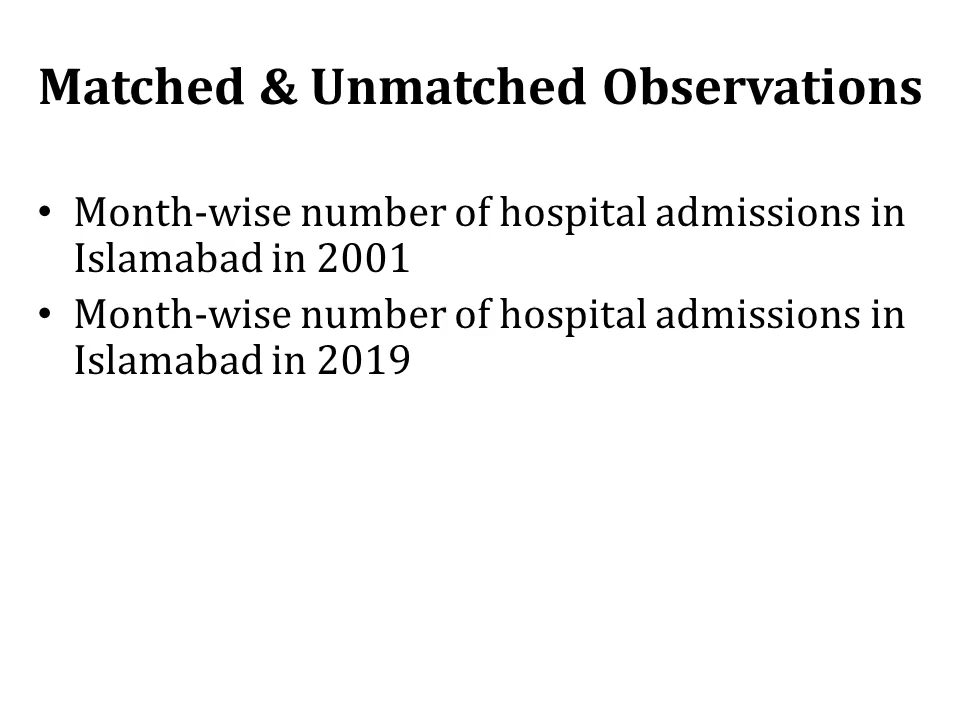 Matched & Unmatched Observations
• Month-wise number of hospital admissions in
Islamabad in 2001
• Month-wise number of hospital admissions in
Islamabad in 2019